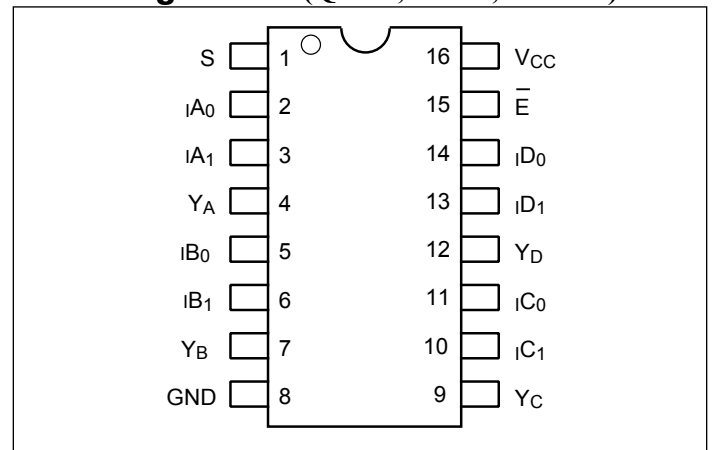 S 1 16 VCC
IA0 2 15 E̅
IA1 3 14 ID0
YA 4 13 ID1
IB0 5 12 YD
IB1 6 11 IC0
YB 7 10 IC1
GND 8 9 YC